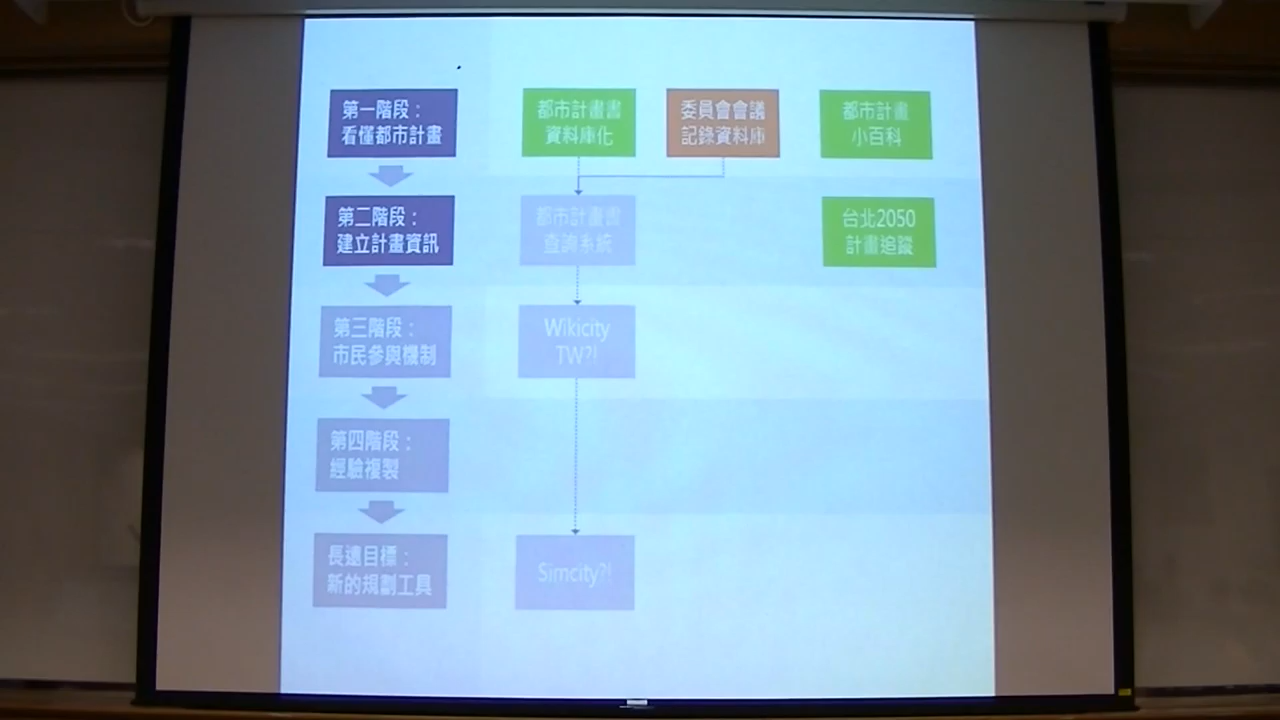 第一階段：
看懂都市計畫
都市計畫書
資料庫化
委員會會議
記錄資料庫
都市計畫
小百科
第二階段：
建立計畫資訊
都市計畫書
查詢系統
台北2050
計畫追蹤
第三階段：
市民參與機制
Wikicity
TW?!
第四階段：
經驗複製
長遠目標：
新的規劃工具
Simcity?!